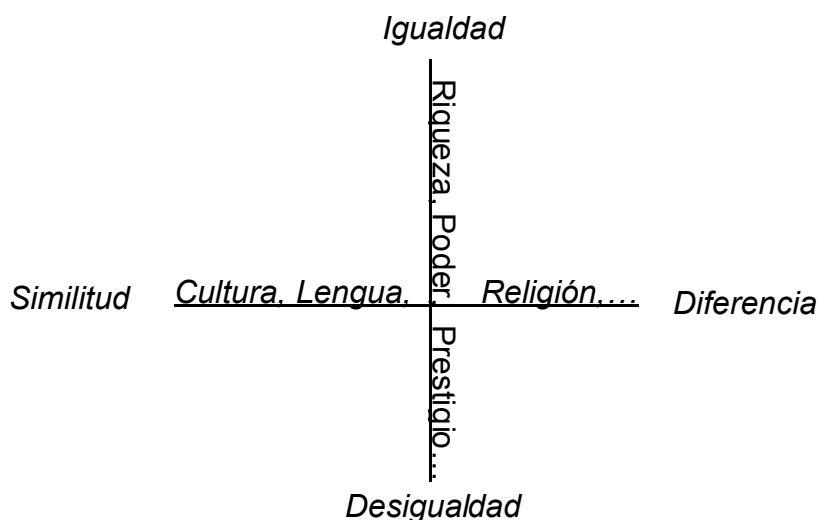 Igualdad
Riqueza, Poder, Prestigio…
Similitud
Cultura, Lengua, Religión,…
Diferencia
Desigualdad